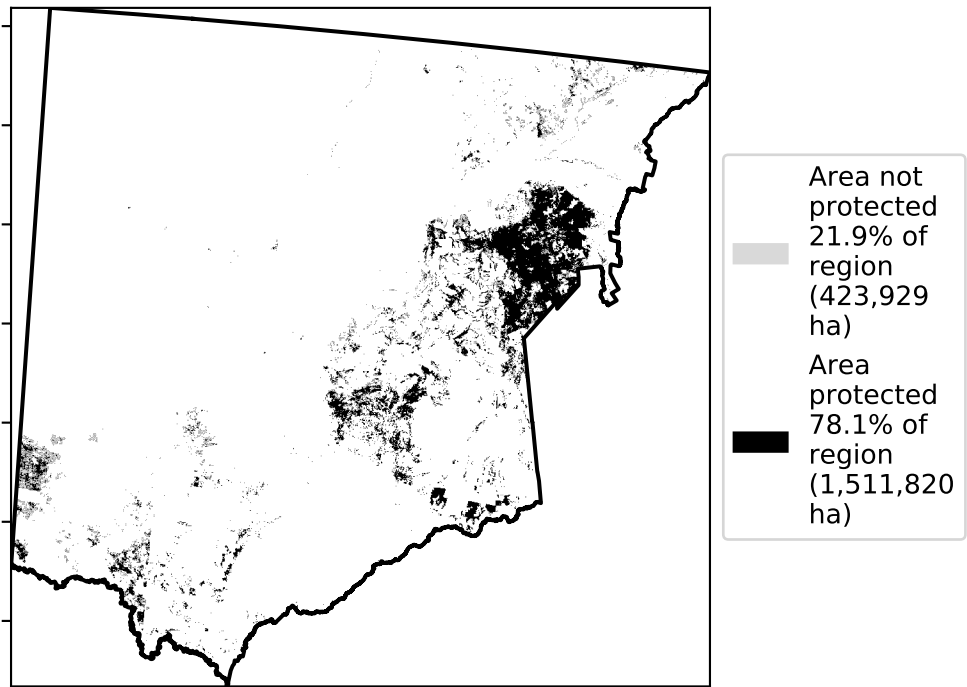 Area not
protected
21.9% of
region
(423,929
ha)
Area
protected
78.1% of
region
(1,511,820
ha)